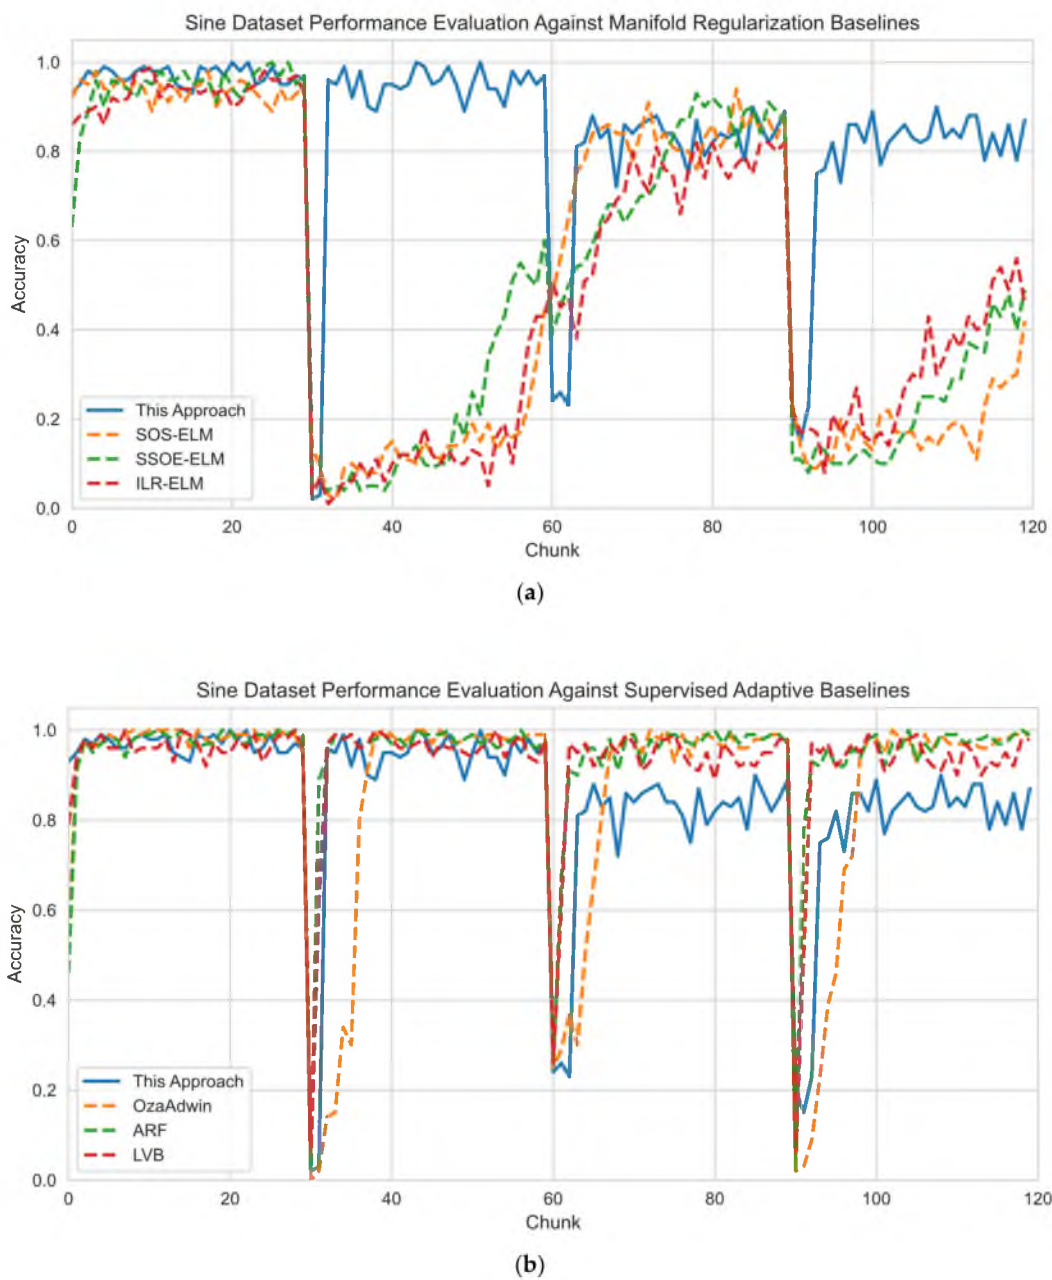 Sine Dataset Performance Evaluation Against Manifold Regularization Baselines
1.0
0.8
0.6
0.4
0.2
0.0
Accuracy
This Approach
SOS-ELM
SSOE-ELM
ILR-ELM
0 20 40 60 80 100 120
Chunk
(a)
Sine Dataset Performance Evaluation Against Supervised Adaptive Baselines
1.0
0.8
0.6
0.4
0.2
0.0
Accuracy
This Approach
OzaAdwin
ARF
LVB
0 20 40 60 80 100 120
Chunk
(b)